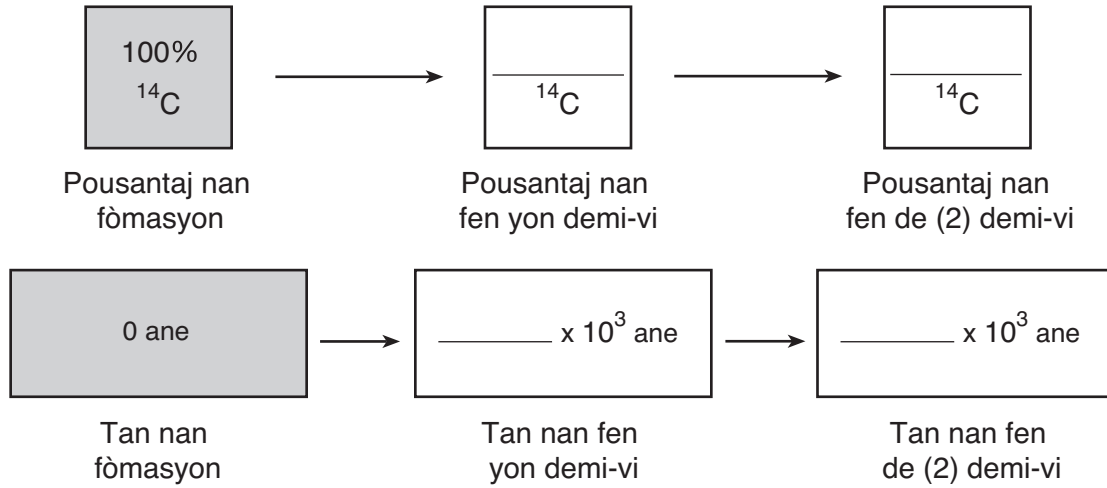 100%
¹⁴C
¹⁴C
¹⁴C
Pousantaj nan
fòmasyon
Pousantaj nan
fen yon demi-vi
Pousantaj nan
fen de (2) demi-vi
0 ane
______ x 10³ ane
______ x 10³ ane
Tan nan
fòmasyon
Tan nan fen
yon demi-vi
Tan nan fen
de (2) demi-vi